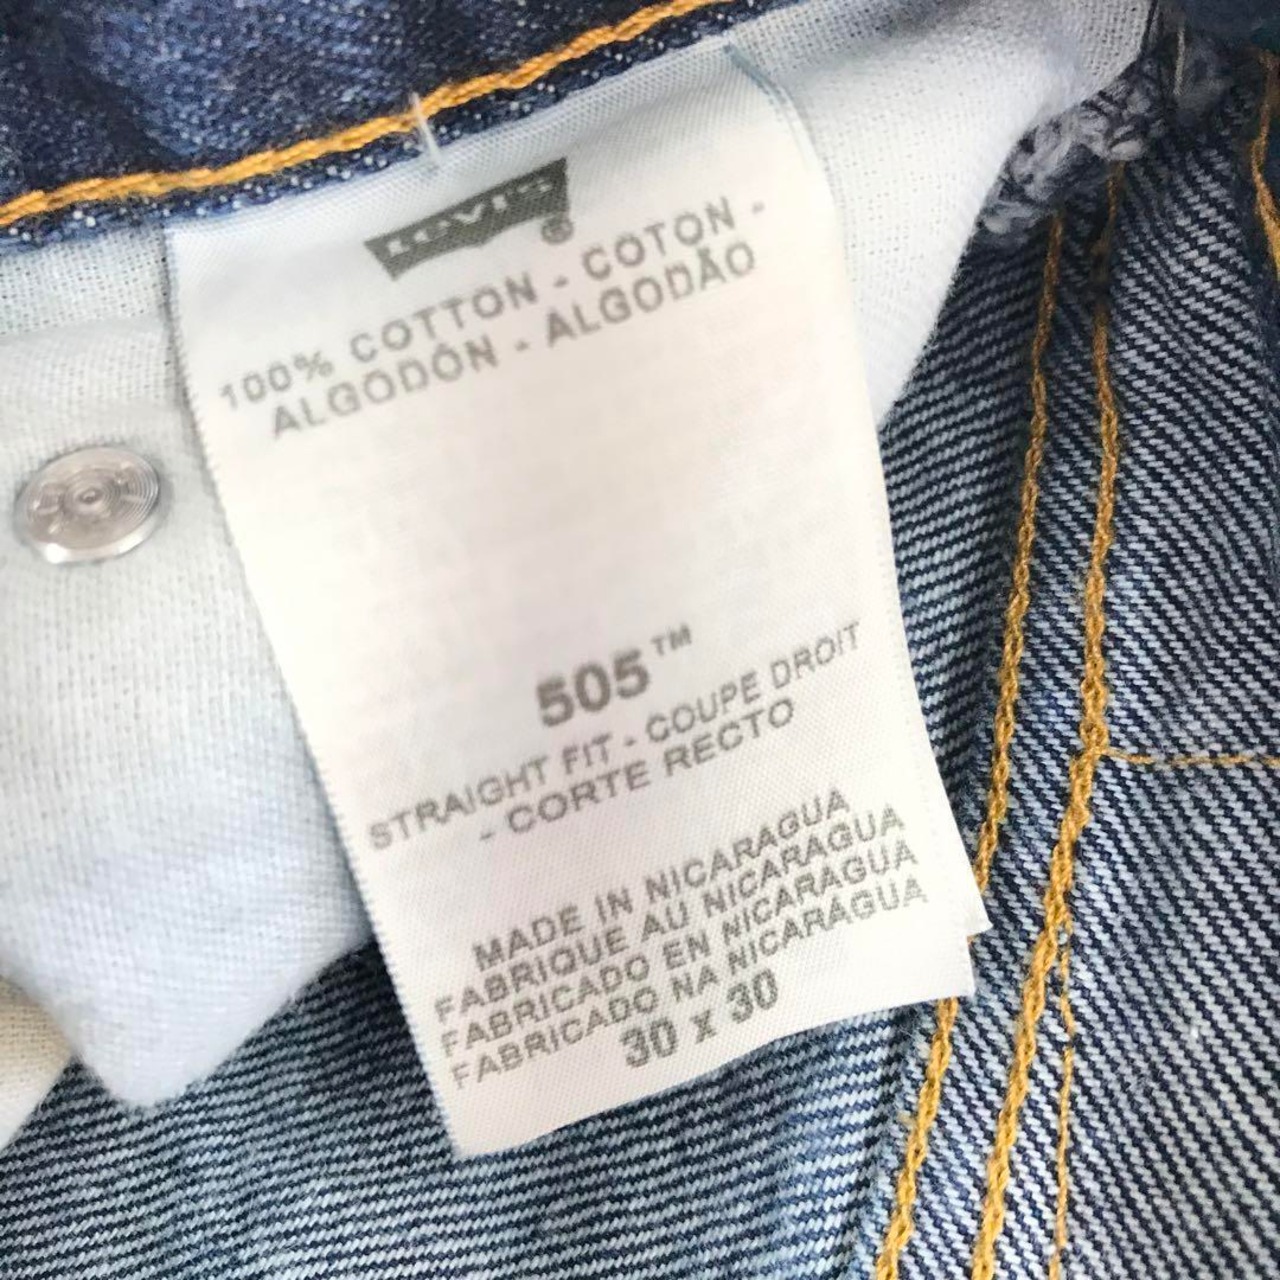 Levi's®
100% COTTON - COTON -
ALGODÓN - ALGODÃO
505™
STRAIGHT FIT - COUPE DROIT
- CORTE RECTO
MADE IN NICARAGUA
FABRIQUE AU NICARAGUA
FABRICADO EN NICARAGUA
FABRICADO NA NICARÁGUA
30 x 30